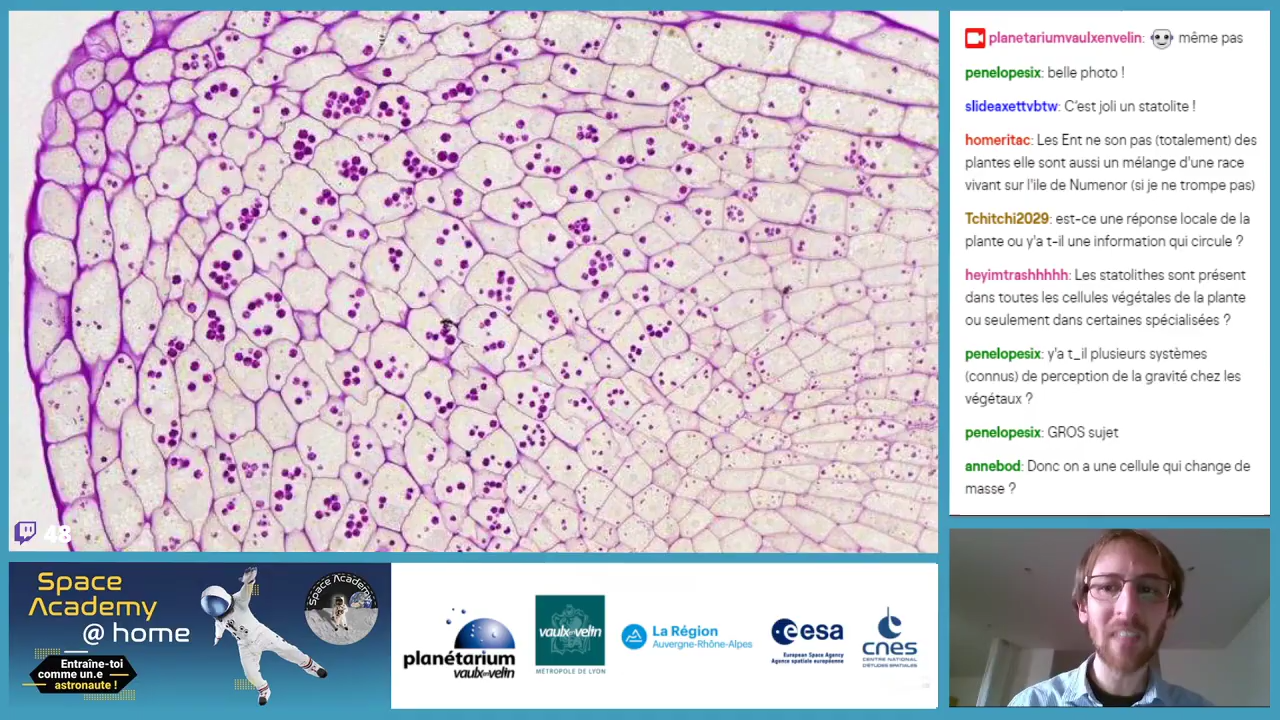 planetariumvaulxenvelin: même pas
penelopesix: belle photo !
slideaxettvbtw: C'est joli un statolite !
homeritac: Les Ent ne son pas (totalement) des
plantes elle sont aussi un mélange d'une race
vivant sur l'ile de Numenor (si je ne trompe pas)
Tchitchi2029: est-ce une réponse locale de la
plante ou y'a t-il une information qui circule ?
heyimtrashhhhh: Les statolithes sont présent
dans toutes les cellules végétales de la plante
ou seulement dans certaines spécialisées ?
penelopesix: y'a t_il plusieurs systèmes
(connus) de perception de la gravité chez les
végétaux ?
penelopesix: GROS sujet
annebod: Donc on a une cellule qui change de
masse ?
48
Space
Academy
@ home
Entraîne-toi
comme un.e
astronaute !
Space Academy
planétarium
vaulx en velin
vaulx en velin
MÉTROPOLE DE LYON
La Région
Auvergne-Rhône-Alpes
esa
European Space Agency
Agence spatiale européenne
cnes
CENTRE NATIONAL
D'ÉTUDES SPATIALES